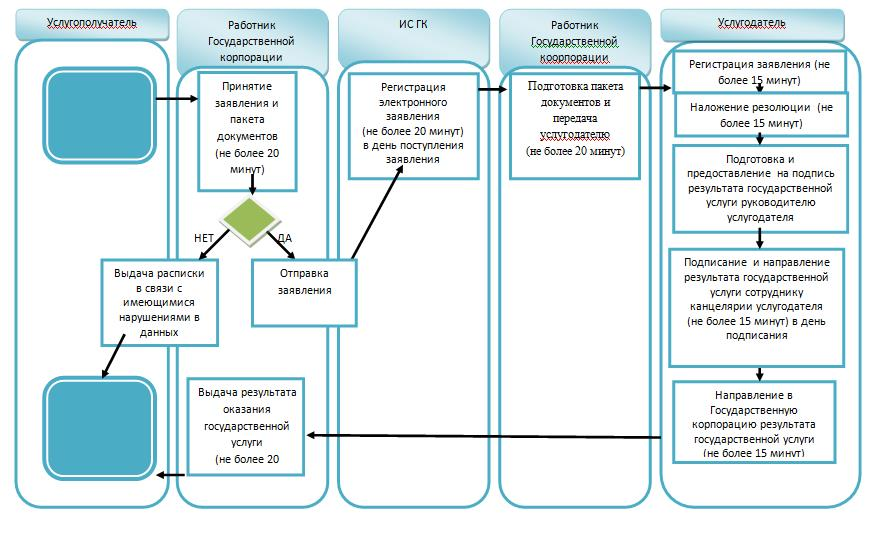 Услугополучатель
Работник
Государственной
корпорации
ИС ГК
Работник
Государственной
коорпорации
Услугодатель
Принятие
заявления и
пакета
документов
(не более 20
минут)
НЕТ
ДА
Выдача расписки
в связи с
имеющимися
нарушениями в
данных
Отправка
заявления
Регистрация
электронного
заявления
(не более 20 минут)
в день поступления
заявления
Подготовка пакета
документов и
передача
услугодателю
(не более 20 минут)
Регистрация заявления (не
более 15 минут)
Наложение резолюции (не
более 15 минут)
Подготовка и
предоставление на подпись
результата государственной
услуги руководителю
услугодателя
Подписание и направление
результата государственной
услуги сотруднику
канцелярии услугодателя
(не более 15 минут) в день
подписания
Направление в
Государственную
корпорацию результата
государственной услуги
(не более 15 минут)
Выдача результата
оказания
государственной
услуги
(не более 20